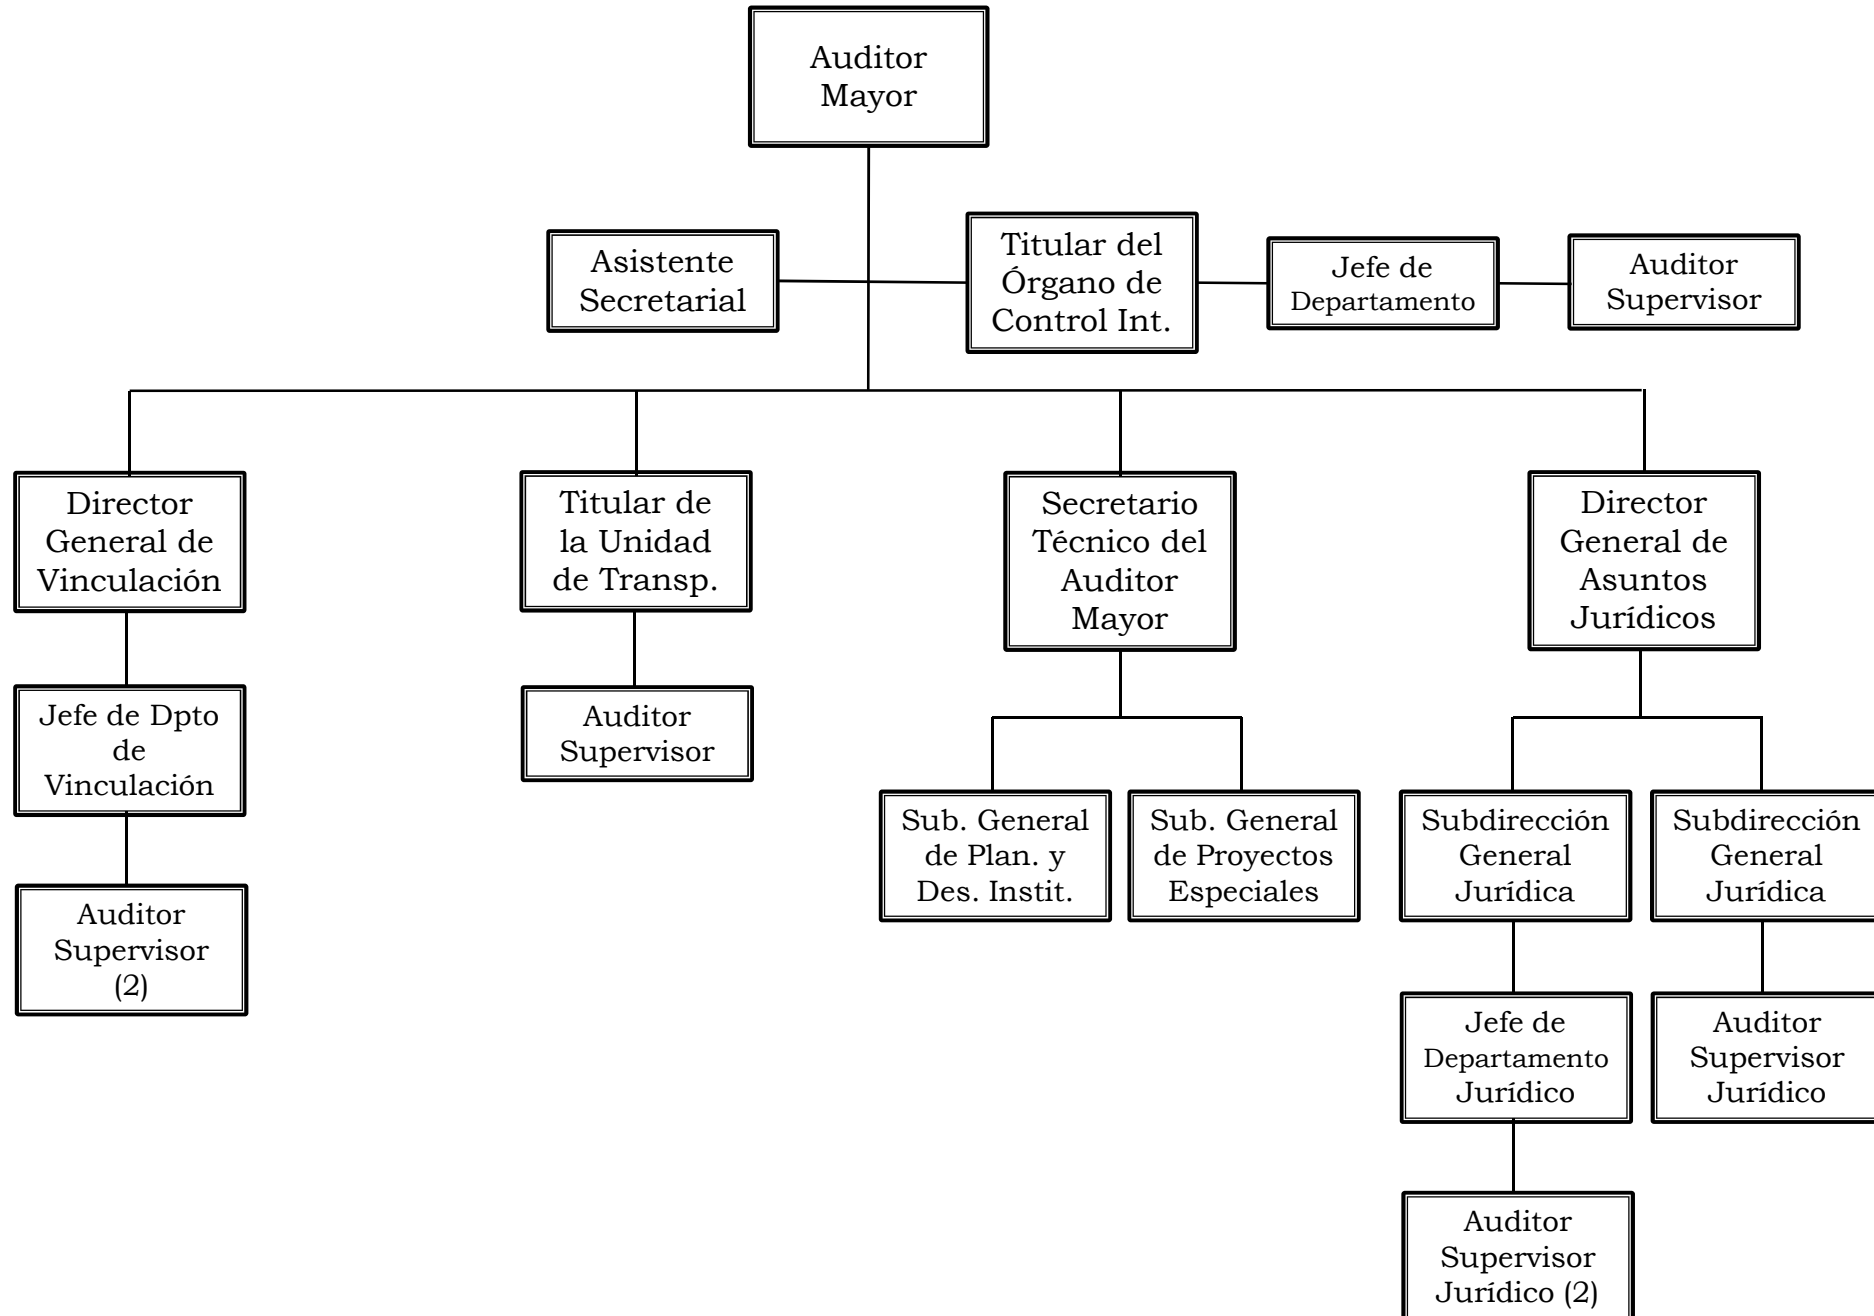 Auditor
Mayor
Asistente
Secretarial
Titular del
Órgano de
Control Int.
Jefe de
Departamento
Auditor
Supervisor
Director
General de
Vinculación
Titular de
la Unidad
de Transp.
Secretario
Técnico del
Auditor
Mayor
Director
General de
Asuntos
Jurídicos
Jefe de Dpto
de
Vinculación
Auditor
Supervisor
Sub. General
de Plan. y
Des. Instit.
Sub. General
de Proyectos
Especiales
Subdirección
General
Jurídica
Subdirección
General
Jurídica
Auditor
Supervisor
(2)
Jefe de
Departamento
Jurídico
Auditor
Supervisor
Jurídico
Auditor
Supervisor
Jurídico (2)